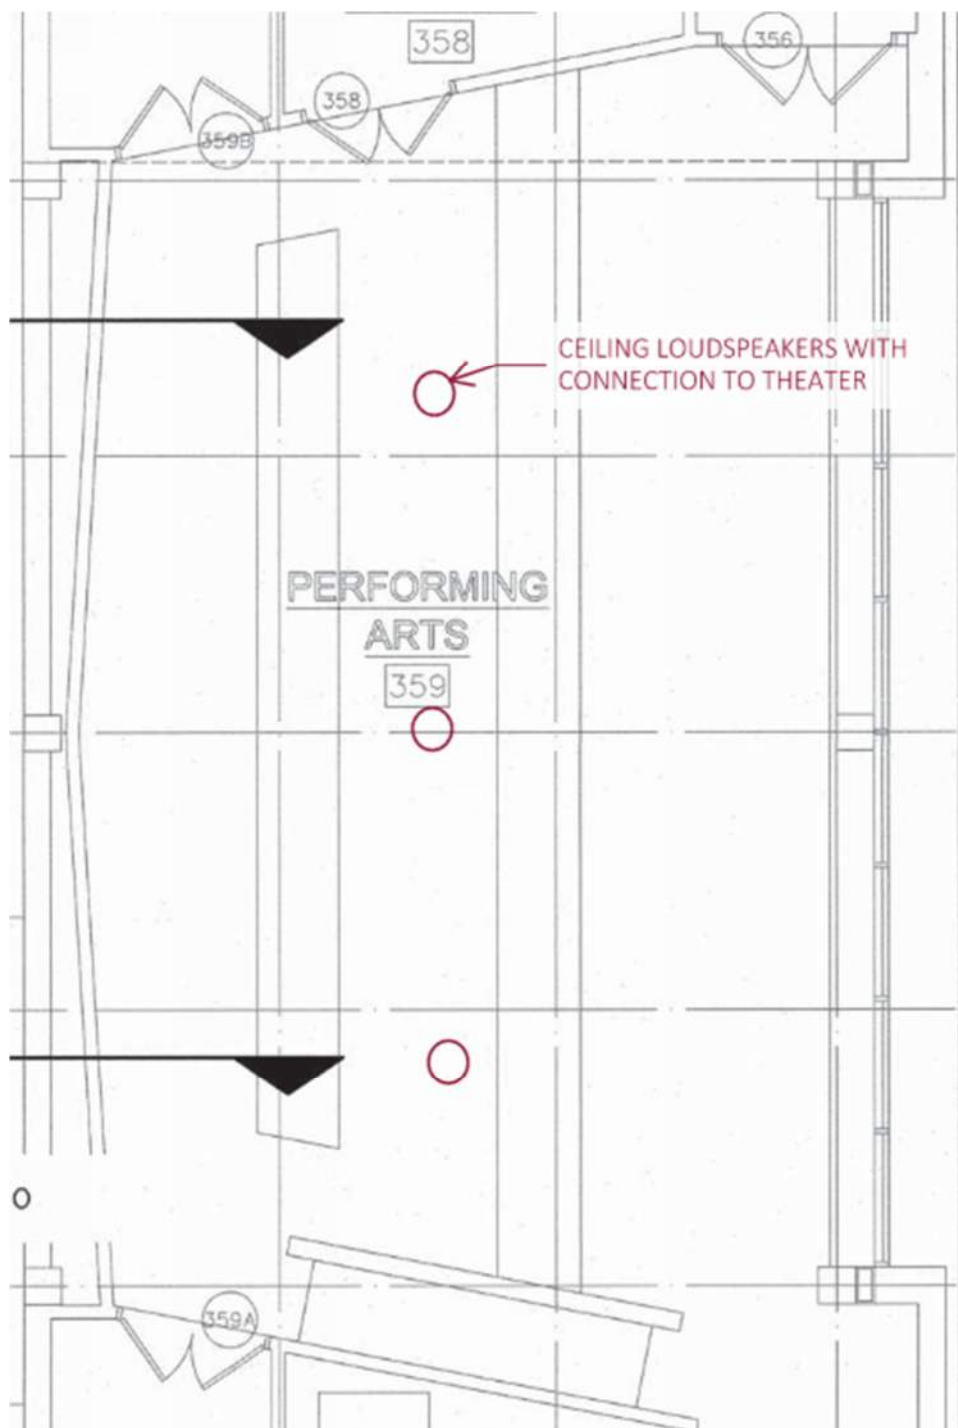 358
356
358
359B
CEILING LOUDSPEAKERS WITH
CONNECTION TO THEATER
PERFORMING
ARTS
359
O
359A